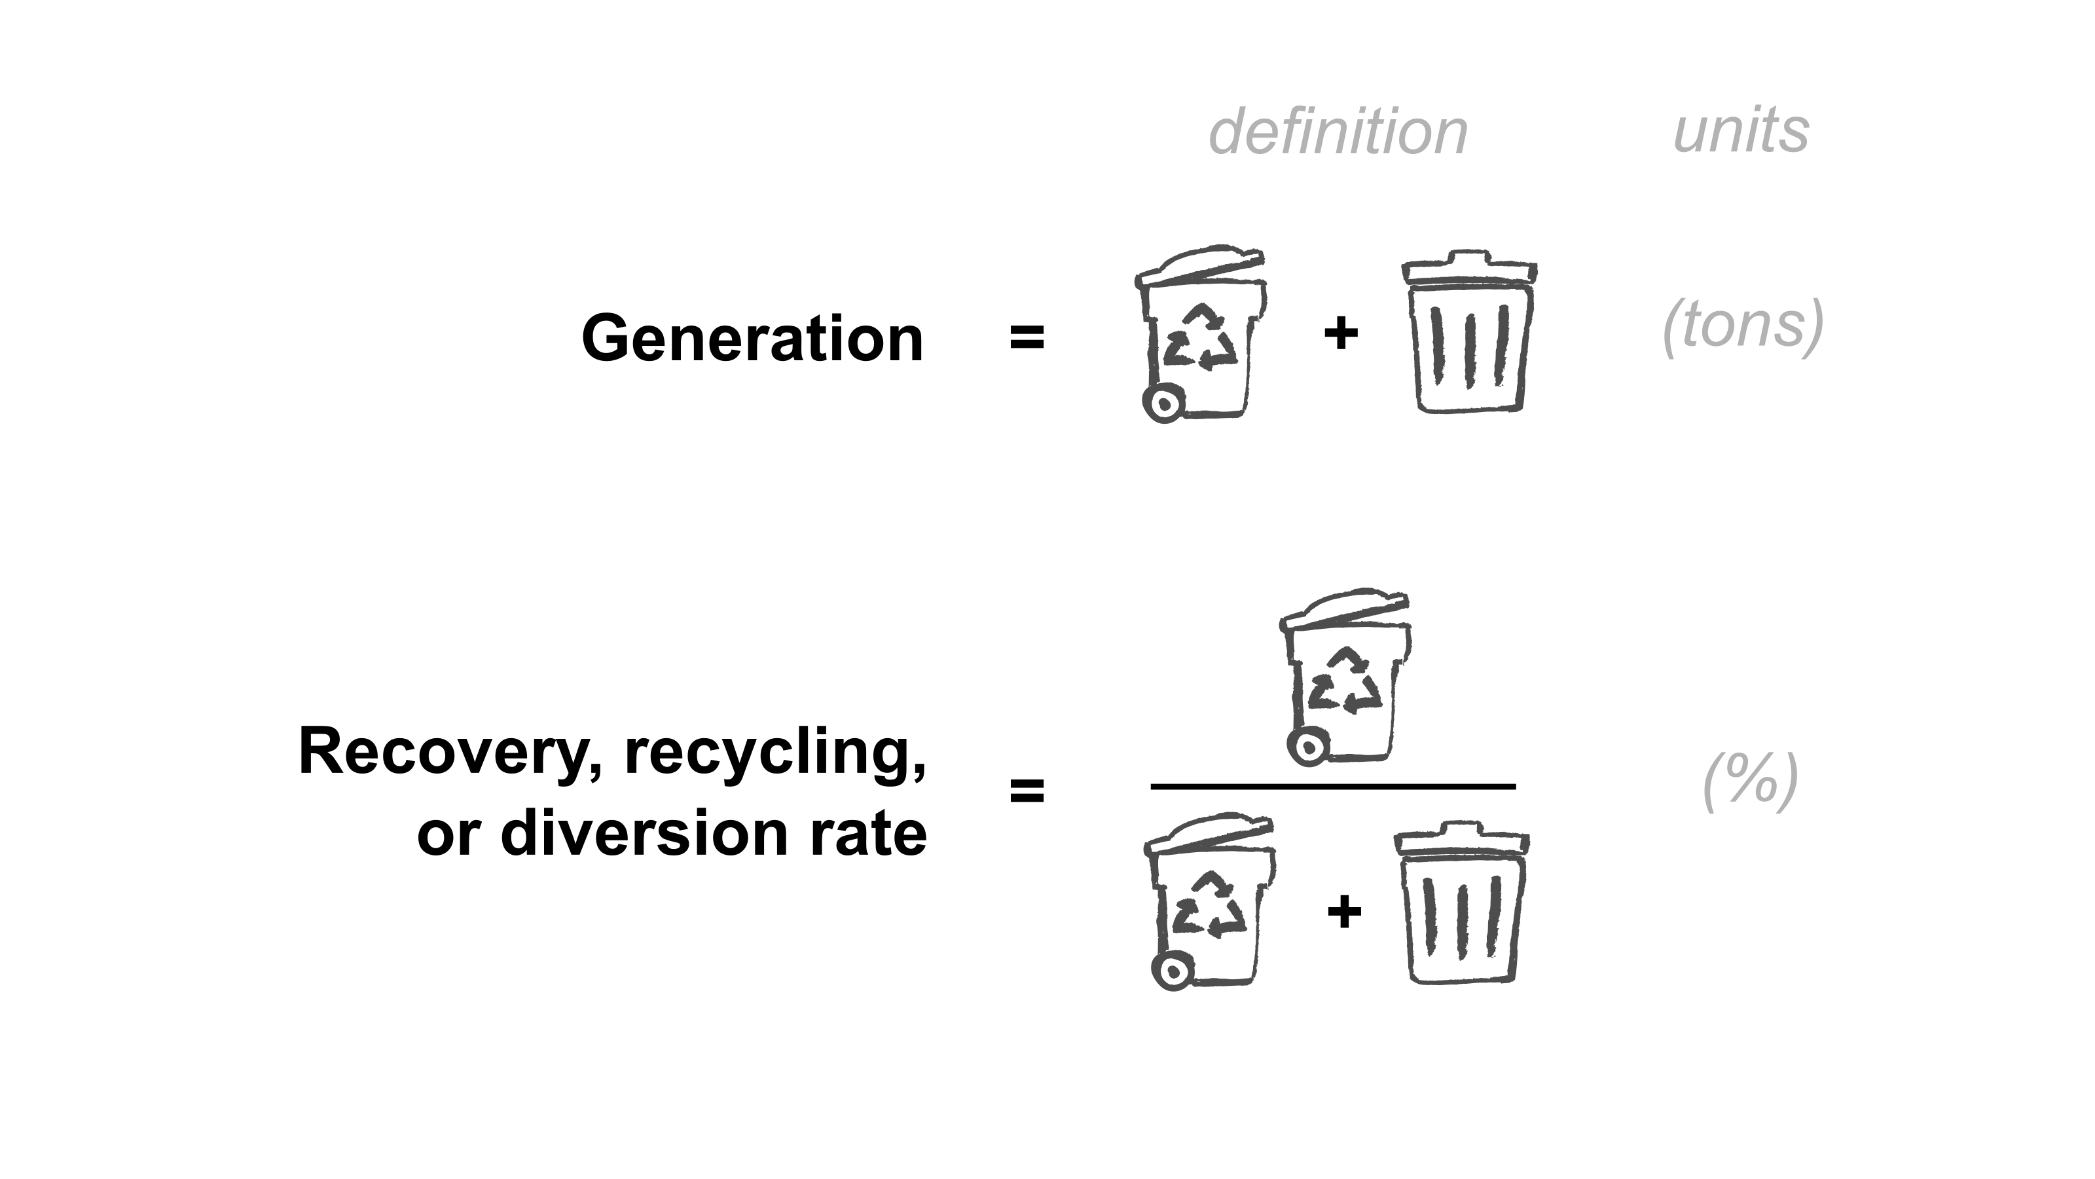 definition units
Generation = + (tons)
Recovery, recycling,
or diversion rate = (%)
+